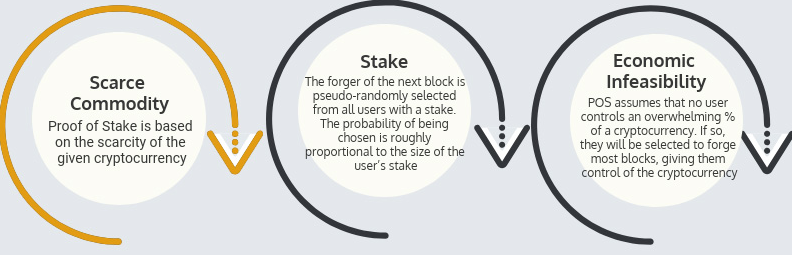 Scarce
Commodity
Proof of Stake is based
on the scarcity of the
given cryptocurrency
Stake
The forger of the next block is
pseudo-randomly selected
from all users with a stake.
The probability of being
chosen is roughly
proportional to the size of the
user's stake
Economic
Infeasibility
POS assumes that no user
controls an overwhelming %
of a cryptocurrency. If so,
they will be selected to forge
most blocks, giving them
control of the cryptocurrency